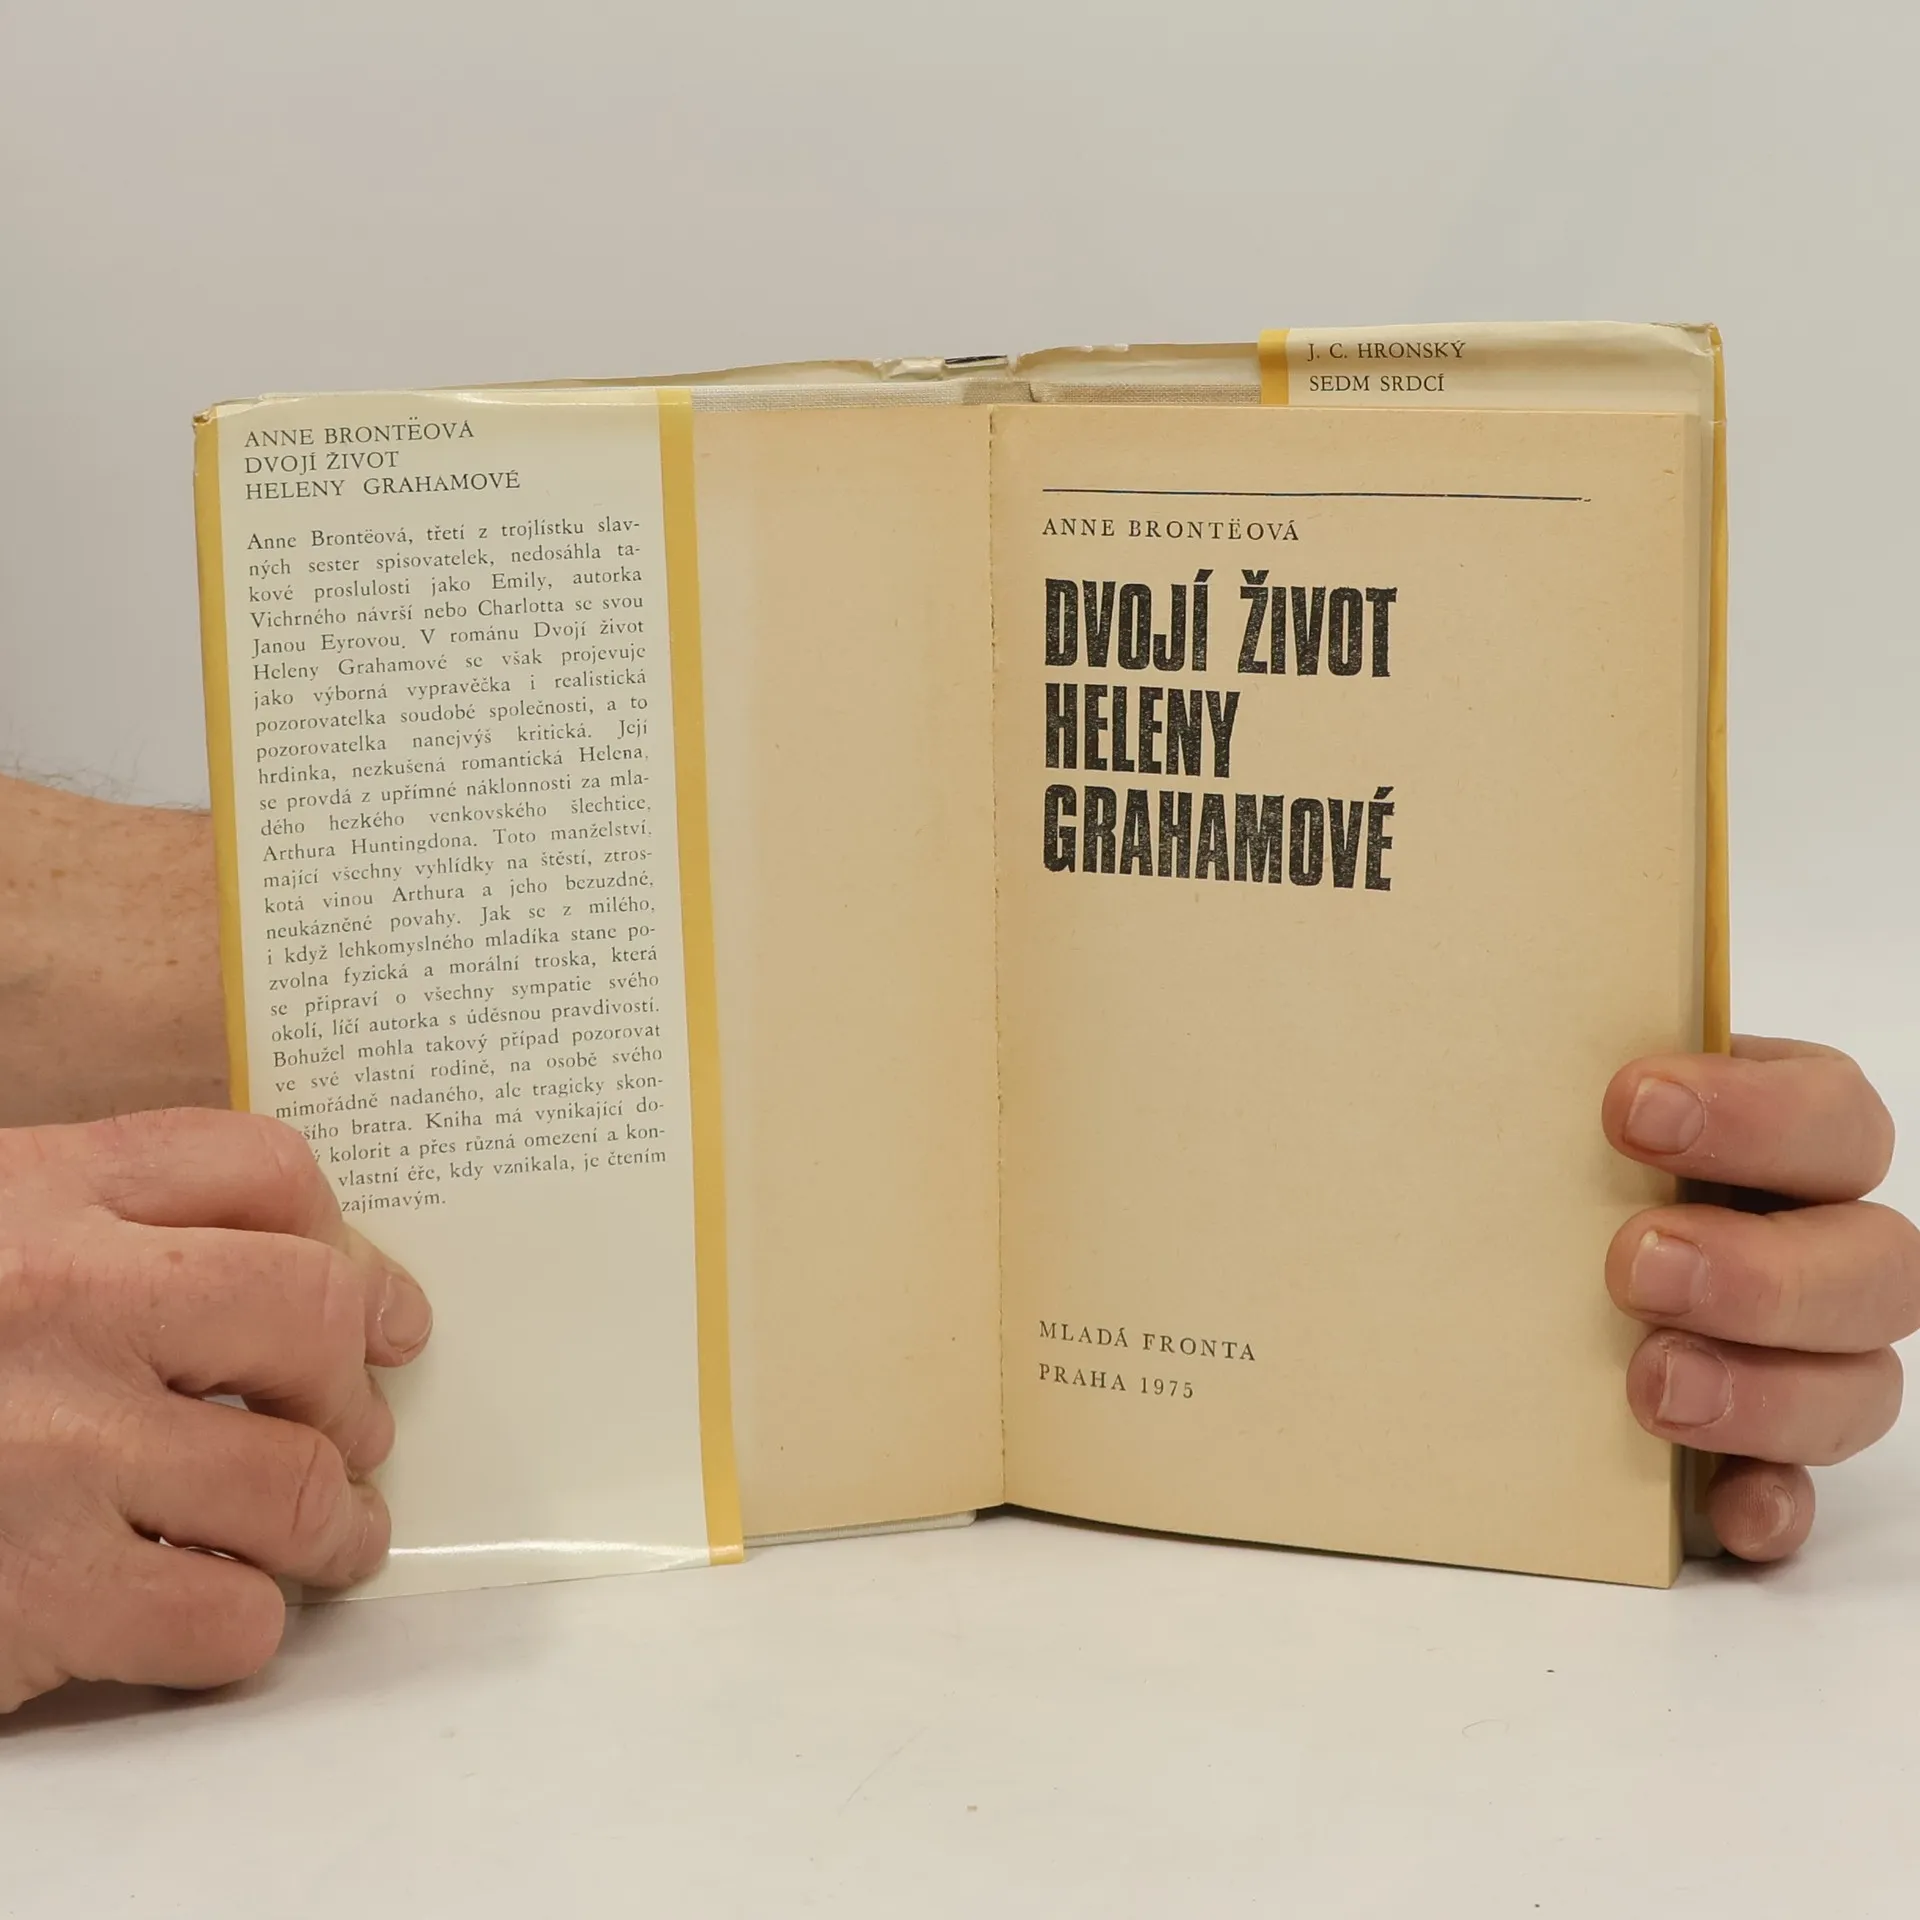 ANNE BRONTËOVÁ
DVOJÍ ŽIVOT
HELENY GRAHAMOVÉ
Anne Brontëová, třetí z trojlístku slav-
ných sester spisovatelek, nedosáhla ta-
kové proslulosti jako Emily, autorka
Vichrného návrší nebo Charlotta se svou
Janou Eyrovou. V románu Dvojí život
Heleny Grahamové se však projevuje
jako výborná vypravěčka i realistická
pozorovatelka soudobé společnosti, a to
pozorovatelka nanejvýš kritická. Její
hrdinka, nezkušená romantická Helena,
se provdá z upřímné náklonnosti za mla-
dého hezkého venkovského šlechtice,
Arthura Huntingdona. Toto manželství,
mající všechny vyhlídky na štěstí, ztros-
kotá vinou Arthura a jeho bezuzdné,
neukázněné povahy. Jak se z milého,
i když lehkomyslného mladíka stane po-
zvolna fyzická a morální troska, která
se připraví o všechny sympatie svého
okolí, líčí autorka s úděsnou pravdivostí.
Bohužel mohla takový případ pozorovat
ve své vlastní rodině, na osobě svého
mimořádně nadaného, ale tragicky skon-
šího bratra. Kniha má vynikající do-
kolorit a přes různá omezení a kon-
vlastní éře, kdy vznikala, je čtením
zajímavým.
J. C. HRONSKÝ
SEDM SRDCÍ
ANNE BRONTËOVÁ
DVOJÍ ŽIVOT
HELENY
GRAHAMOVÉ
MLADÁ FRONTA
PRAHA 1975